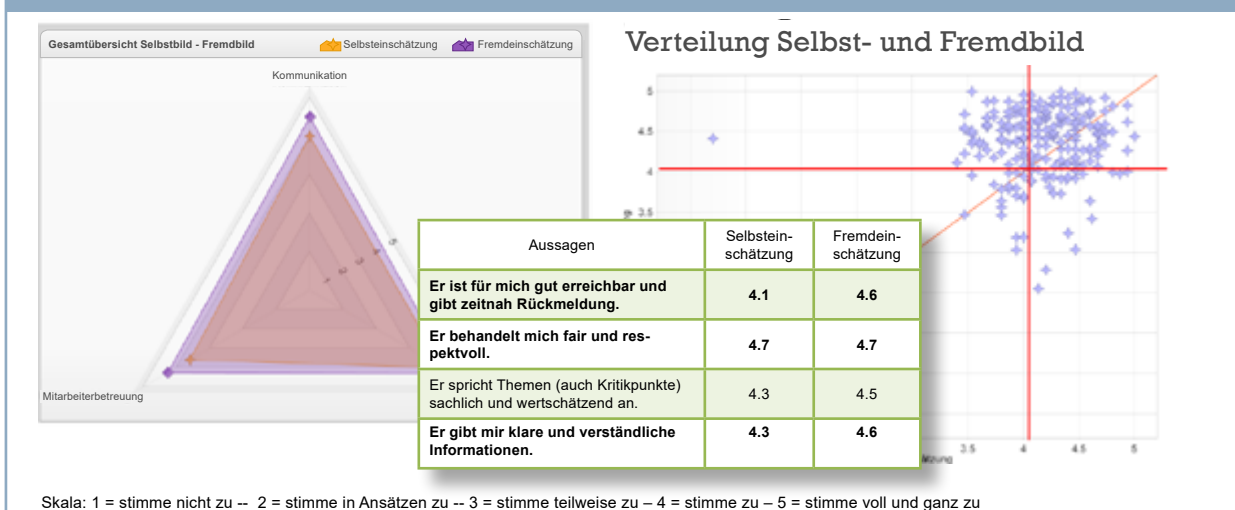 Gesamtübersicht Selbstbild - Fremdbild
Selbsteinschätzung
Fremdeinschätzung
Kommunikation
1
2
3
4
5
Mitarbeiterbetreuung
Verteilung Selbst- und Fremdbild
5
4.5
4
3.5
3.5
4
4.5
5
Aussagen
Selbstein-
schätzung
Fremdein-
schätzung
Er ist für mich gut erreichbar und
gibt zeitnah Rückmeldung.
4.1
4.6
Er behandelt mich fair und res-
pektvoll.
4.7
4.7
Er spricht Themen (auch Kritikpunkte)
sachlich und wertschätzend an.
4.3
4.5
Er gibt mir klare und verständliche
Informationen.
4.3
4.6
Skala: 1 = stimme nicht zu -- 2 = stimme in Ansätzen zu -- 3 = stimme teilweise zu – 4 = stimme zu – 5 = stimme voll und ganz zu